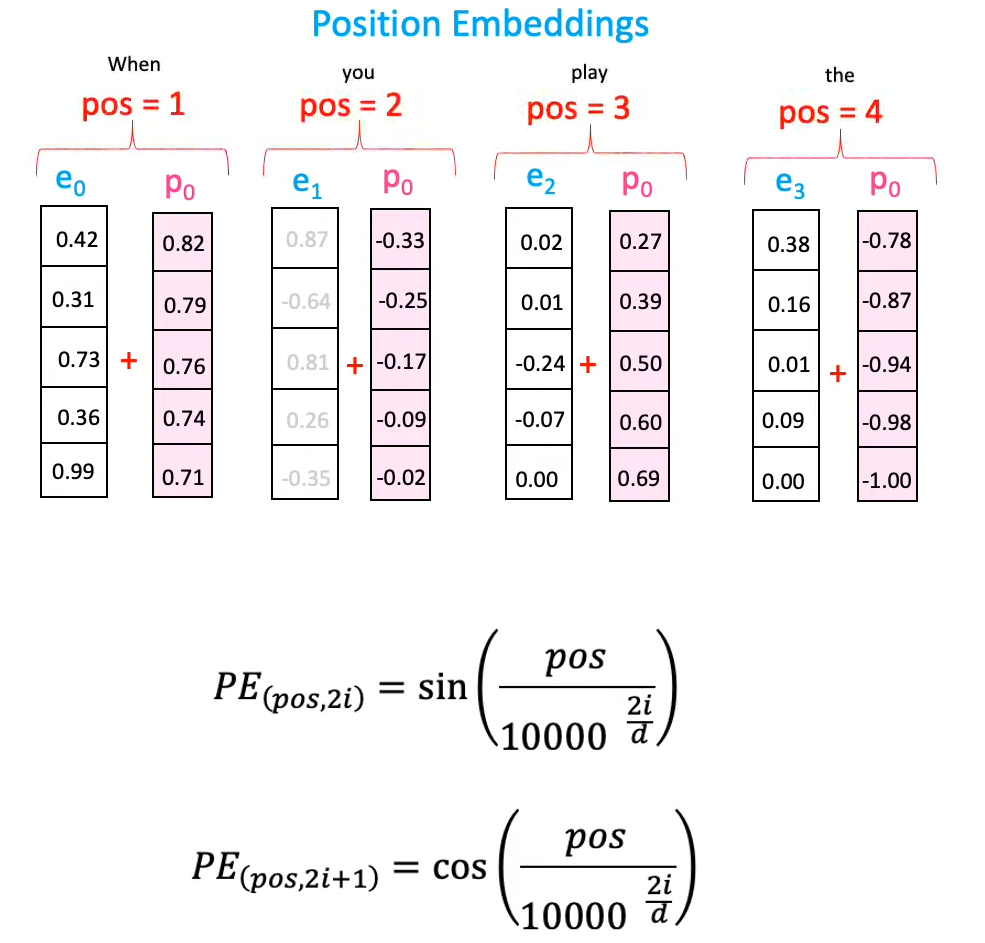 Position Embeddings
When you play the
pos = 1 pos = 2 pos = 3 pos = 4
e₀ p₀ e₁ p₀ e₂ p₀ e₃ p₀
0.42 0.82 0.87 -0.33 0.02 0.27 0.38 -0.78
0.31 0.79 -0.64 -0.25 0.01 0.39 0.16 -0.87
0.73 + 0.76 0.81 + -0.17 -0.24 + 0.50 0.01 + -0.94
0.36 0.74 0.26 -0.09 -0.07 0.60 0.09 -0.98
0.99 0.71 -0.35 -0.02 0.00 0.69 0.00 -1.00
PE(pos,2i) = sin(pos / 10000^(2i/d))
PE(pos,2i+1) = cos(pos / 10000^(2i/d))